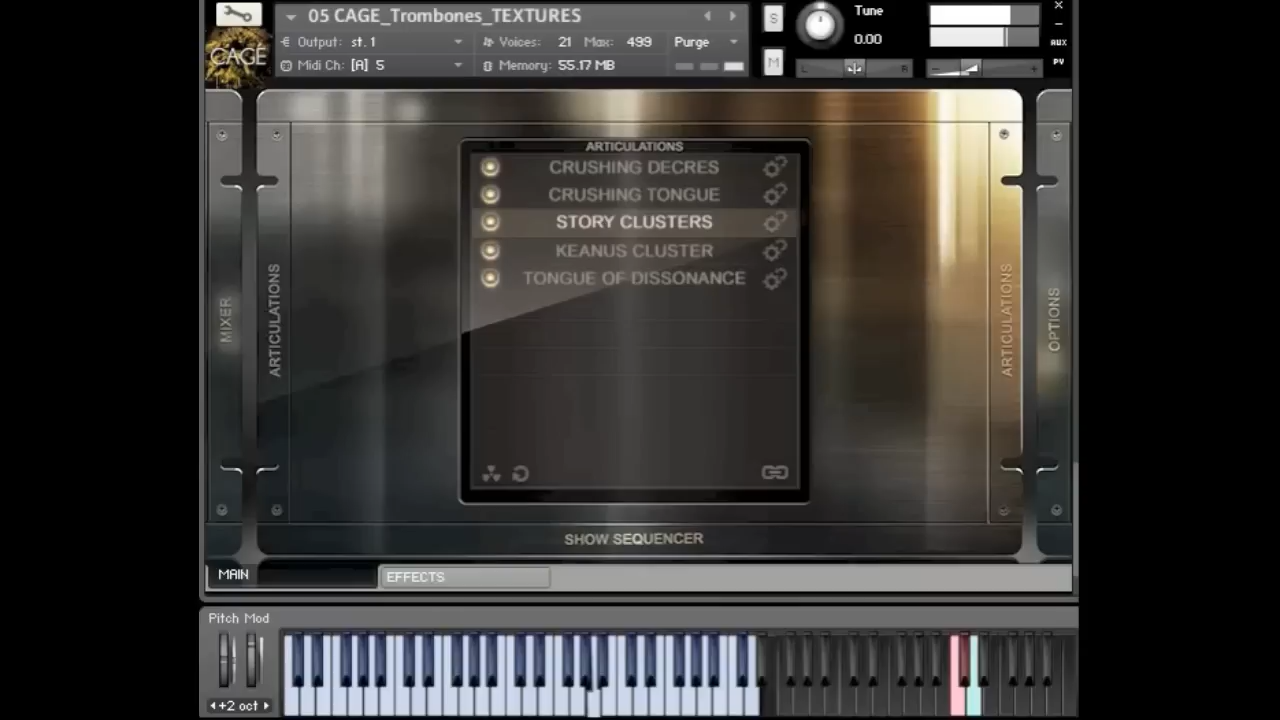 05 CAGE_Trombones_TEXTURES
Output: st. 1
Voices: 21 Max: 499 Purge
Midi Ch: [A] 5
Memory: 55.17 MB
CAGE
S
M
Tune
0.00
L R
- +
AUX
PV
MIXER
ARTICULATIONS
ARTICULATIONS
CRUSHING DECRES
CRUSHING TONGUE
STORY CLUSTERS
KEANUS CLUSTER
TONGUE OF DISSONANCE
ARTICULATIONS
OPTIONS
SHOW SEQUENCER
MAIN
EFFECTS
Pitch Mod
+2 oct